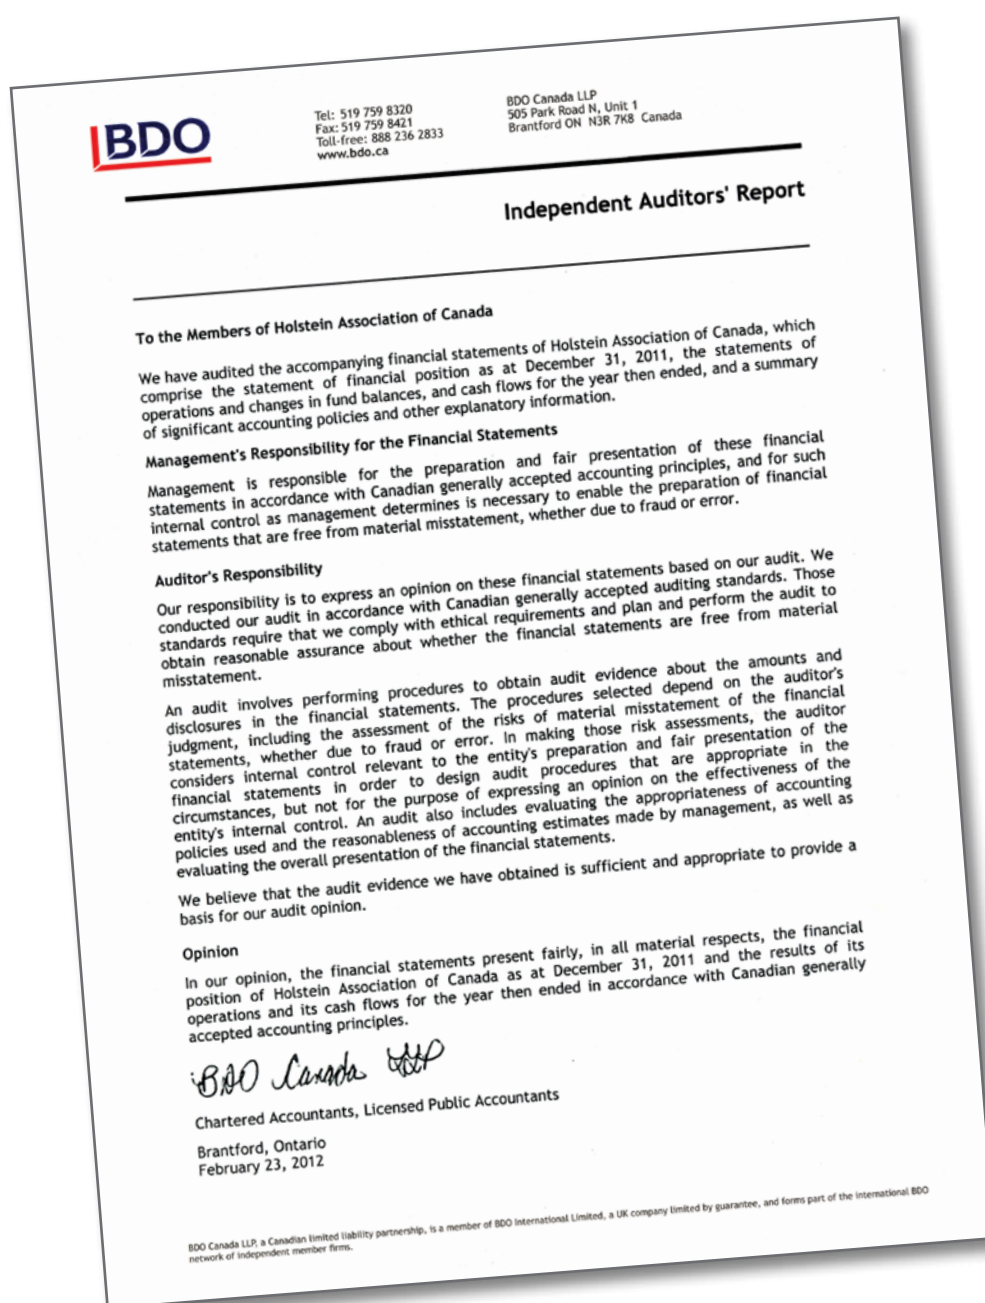 BDO
Tel: 519 759 8320
Fax: 519 759 8421
Toll-free: 888 236 2833
www.bdo.ca
BDO Canada LLP
505 Park Road N, Unit 1
Brantford ON N3R 7K8 Canada
Independent Auditors' Report
To the Members of Holstein Association of Canada
We have audited the accompanying financial statements of Holstein Association of Canada, which
comprise the statement of financial position as at December 31, 2011, the statements of
operations and changes in fund balances, and cash flows for the year then ended, and a summary
of significant accounting policies and other explanatory information.
Management's Responsibility for the Financial Statements
Management is responsible for the preparation and fair presentation of these financial
statements in accordance with Canadian generally accepted accounting principles, and for such
internal control as management determines is necessary to enable the preparation of financial
statements that are free from material misstatement, whether due to fraud or error.
Auditor's Responsibility
Our responsibility is to express an opinion on these financial statements based on our audit. We
conducted our audit in accordance with Canadian generally accepted auditing standards. Those
standards require that we comply with ethical requirements and plan and perform the audit to
obtain reasonable assurance about whether the financial statements are free from material
misstatement.
An audit involves performing procedures to obtain audit evidence about the amounts and
disclosures in the financial statements. The procedures selected depend on the auditor's
judgment, including the assessment of the risks of material misstatement of the financial
statements, whether due to fraud or error. In making those risk assessments, the auditor
considers internal control relevant to the entity's preparation and fair presentation of the
financial statements in order to design audit procedures that are appropriate in the
circumstances, but not for the purpose of expressing an opinion on the effectiveness of the
entity's internal control. An audit also includes evaluating the appropriateness of accounting
policies used and the reasonableness of accounting estimates made by management, as well as
evaluating the overall presentation of the financial statements.
We believe that the audit evidence we have obtained is sufficient and appropriate to provide a
basis for our audit opinion.
Opinion
In our opinion, the financial statements present fairly, in all material respects, the financial
position of Holstein Association of Canada as at December 31, 2011 and the results of its
operations and its cash flows for the year then ended in accordance with Canadian generally
accepted accounting principles.
BDO Canada LLP
Chartered Accountants, Licensed Public Accountants
Brantford, Ontario
February 23, 2012
BDO Canada LLP, a Canadian limited liability partnership, is a member of BDO International Limited, a UK company limited by guarantee, and forms part of the international BDO
network of independent member firms.